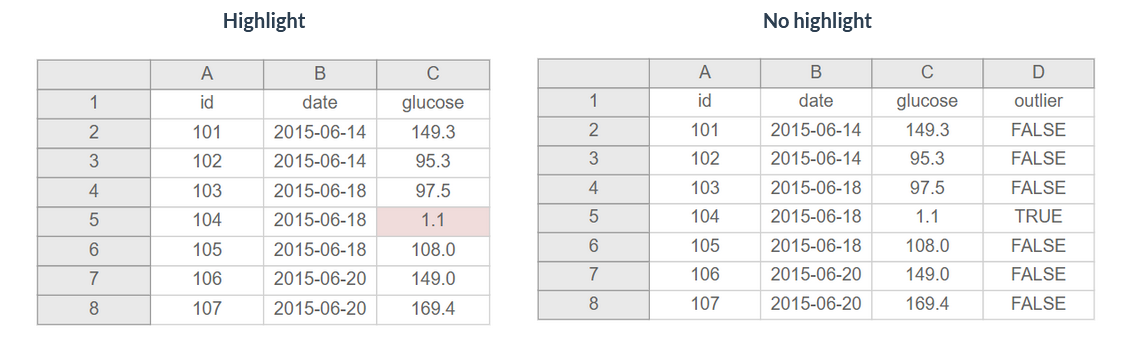 Highlight
A B C
1 id date glucose
2 101 2015-06-14 149.3
3 102 2015-06-14 95.3
4 103 2015-06-18 97.5
5 104 2015-06-18 1.1
6 105 2015-06-18 108.0
7 106 2015-06-20 149.0
8 107 2015-06-20 169.4
No highlight
A B C D
1 id date glucose outlier
2 101 2015-06-14 149.3 FALSE
3 102 2015-06-14 95.3 FALSE
4 103 2015-06-18 97.5 FALSE
5 104 2015-06-18 1.1 TRUE
6 105 2015-06-18 108.0 FALSE
7 106 2015-06-20 149.0 FALSE
8 107 2015-06-20 169.4 FALSE